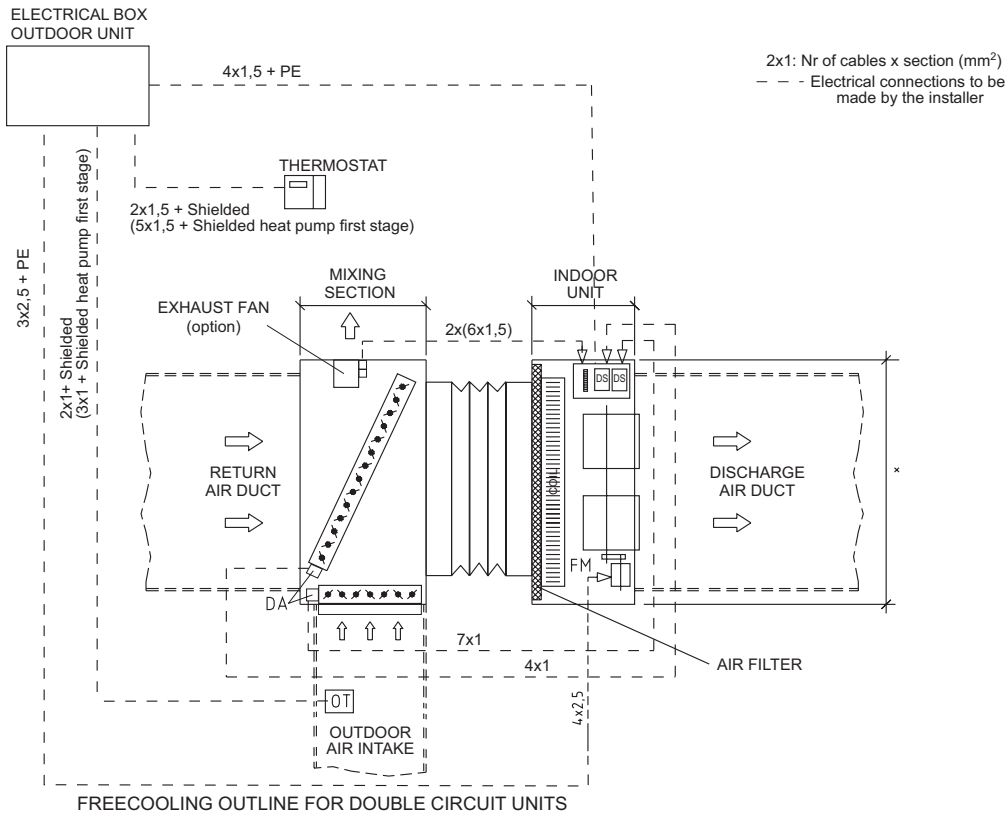 ELECTRICAL BOX
OUTDOOR UNIT
4x1,5 + PE
2x1: Nr of cables x section (mm²)
Electrical connections to be
made by the installer
THERMOSTAT
2x1,5 + Shielded
(5x1,5 + Shielded heat pump first stage)
3x2,5 + PE
2x1+ Shielded
(3x1 + Shielded heat pump first stage)
MIXING
SECTION
INDOOR
UNIT
EXHAUST FAN
(option)
2x(6x1,5)
DS DS
RETURN
AIR DUCT
COIL
DISCHARGE
AIR DUCT
*
FM
DA
7x1
4x1
AIR FILTER
4x2,5
OT
OUTDOOR
AIR INTAKE
FREECOOLING OUTLINE FOR DOUBLE CIRCUIT UNITS